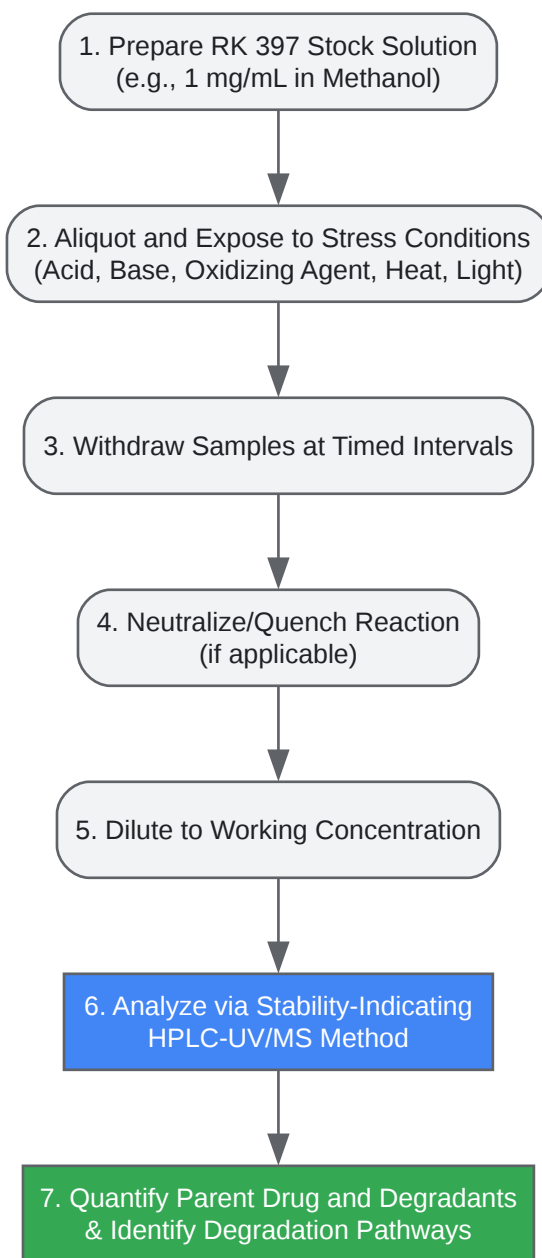 1. Prepare RK 397 Stock Solution
(e.g., 1 mg/mL in Methanol)
2. Aliquot and Expose to Stress Conditions
(Acid, Base, Oxidizing Agent, Heat, Light)
3. Withdraw Samples at Timed Intervals
4. Neutralize/Quench Reaction
(if applicable)
5. Dilute to Working Concentration
6. Analyze via Stability-Indicating
HPLC-UV/MS Method
7. Quantify Parent Drug and Degradants
& Identify Degradation Pathways